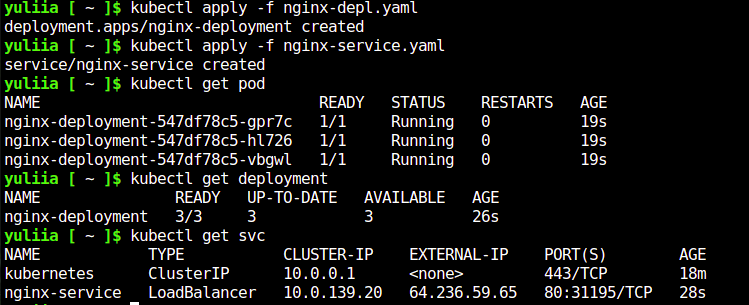 yuliia [ ~ ]$ kubectl apply -f nginx-depl.yaml
deployment.apps/nginx-deployment created
yuliia [ ~ ]$ kubectl apply -f nginx-service.yaml
service/nginx-service created
yuliia [ ~ ]$ kubectl get pod
NAME READY STATUS RESTARTS AGE
nginx-deployment-547df78c5-gpr7c 1/1 Running 0 19s
nginx-deployment-547df78c5-hl726 1/1 Running 0 19s
nginx-deployment-547df78c5-vbgwl 1/1 Running 0 19s
yuliia [ ~ ]$ kubectl get deployment
NAME READY UP-TO-DATE AVAILABLE AGE
nginx-deployment 3/3 3 3 26s
yuliia [ ~ ]$ kubectl get svc
NAME TYPE CLUSTER-IP EXTERNAL-IP PORT(S) AGE
kubernetes ClusterIP 10.0.0.1 <none> 443/TCP 18m
nginx-service LoadBalancer 10.0.139.20 64.236.59.65 80:31195/TCP 28s